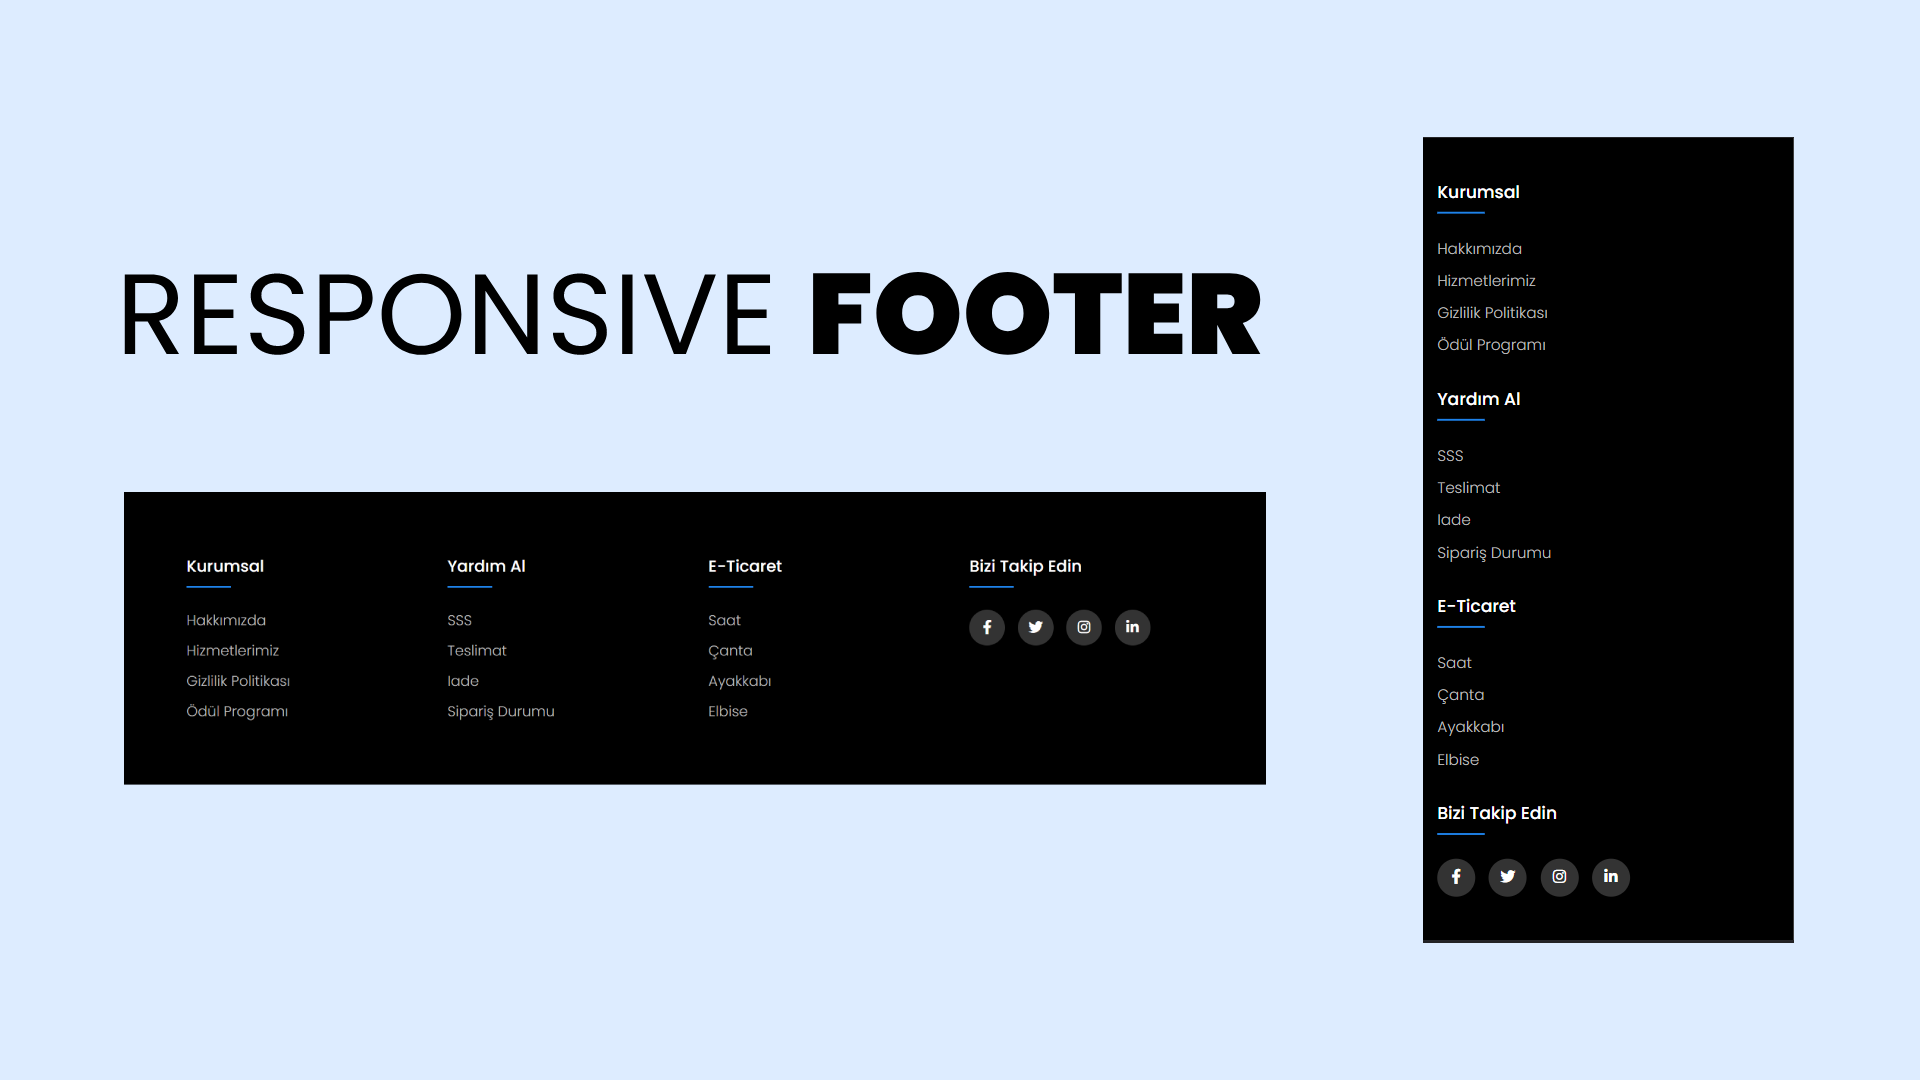 RESPONSIVE FOOTER
Kurumsal
Hakkımızda
Hizmetlerimiz
Gizlilik Politikası
Ödül Programı
Yardım Al
SSS
Teslimat
Iade
Sipariş Durumu
E-Ticaret
Saat
Çanta
Ayakkabı
Elbise
Bizi Takip Edin
Kurumsal
Hakkımızda
Hizmetlerimiz
Gizlilik Politikası
Ödül Programı
Yardım Al
SSS
Teslimat
Iade
Sipariş Durumu
E-Ticaret
Saat
Çanta
Ayakkabı
Elbise
Bizi Takip Edin